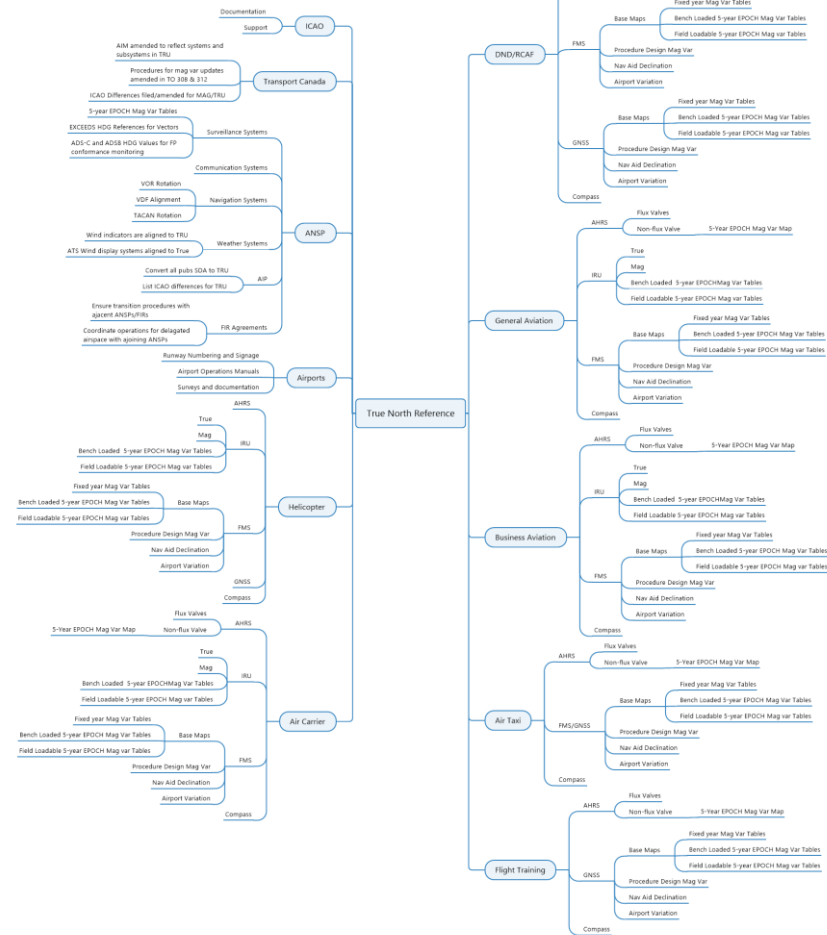 Documentation
Support
ICAO
AIM amended to reflect systems and
subsystems in TRU
Procedures for mag var updates
amended in TO 308 & 312
ICAO Differences filed/amended for MAG/TRU
Transport Canada
5-year EPOCH Mag Var Tables
EXCEEDS HDG References for Vectors
ADS-C and ADSB HDG Values for FP
conformance monitoring
Surveillance Systems
Communication Systems
VOR Rotation
VDF Alignment
TACAN Rotation
Navigation Systems
Wind indicators are aligned to TRU
ATS Wind display systems aligned to True
Weather Systems
Convert all pubs SDA to TRU
List ICAO differences for TRU
AIP
Ensure transition procedures with
ajacent ANSPs/FIRs
Coordinate operations for delagated
airspace with ajoining ANSPs
FIR Agreements
ANSP
Runway Numbering and Signage
Airport Operations Manuals
Surveys and documentation
Airports
AHRS
True
Mag
Bench Loaded 5-year EPOCH Mag Var Tables
Field Loadable 5-year EPOCH Mag var Tables
IRU
Fixed year Mag Var Tables
Bench Loaded 5-year EPOCH Mag Var Tables
Field Loadable 5-year EPOCH Mag var Tables
Base Maps
Procedure Design Mag Var
Nav Aid Declination
Airport Variation
FMS
GNSS
Compass
Helicopter
Flux Valves
Non-flux Valve
5-Year EPOCH Mag Var Map
AHRS
True
Mag
Bench Loaded 5-year EPOCHMag Var Tables
Field Loadable 5-year EPOCH Mag var Tables
IRU
Fixed year Mag Var Tables
Bench Loaded 5-year EPOCH Mag Var Tables
Field Loadable 5-year EPOCH Mag var Tables
Base Maps
Procedure Design Mag Var
Nav Aid Declination
Airport Variation
FMS
Compass
Air Carrier
True North Reference
DND/RCAF
FMS
Base Maps
Fixed year Mag Var Tables
Bench Loaded 5-year EPOCH Mag Var Tables
Field Loadable 5-year EPOCH Mag var Tables
Procedure Design Mag Var
Nav Aid Declination
Airport Variation
GNSS
Base Maps
Fixed year Mag Var Tables
Bench Loaded 5-year EPOCH Mag Var Tables
Field Loadable 5-year EPOCH Mag var Tables
Procedure Design Mag Var
Nav Aid Declination
Airport Variation
Compass
General Aviation
AHRS
Flux Valves
Non-flux Valve
5-Year EPOCH Mag Var Map
IRU
True
Mag
Bench Loaded 5-year EPOCHMag Var Tables
Field Loadable 5-year EPOCH Mag var Tables
FMS
Base Maps
Fixed year Mag Var Tables
Bench Loaded 5-year EPOCH Mag Var Tables
Field Loadable 5-year EPOCH Mag var Tables
Procedure Design Mag Var
Nav Aid Declination
Airport Variation
Compass
Business Aviation
AHRS
Flux Valves
Non-flux Valve
5-Year EPOCH Mag Var Map
IRU
True
Mag
Bench Loaded 5-year EPOCHMag Var Tables
Field Loadable 5-year EPOCH Mag var Tables
FMS
Base Maps
Fixed year Mag Var Tables
Bench Loaded 5-year EPOCH Mag Var Tables
Field Loadable 5-year EPOCH Mag var Tables
Procedure Design Mag Var
Nav Aid Declination
Airport Variation
Compass
Air Taxi
AHRS
Flux Valves
Non-flux Valve
5-Year EPOCH Mag Var Map
FMS/GNSS
Base Maps
Fixed year Mag Var Tables
Bench Loaded 5-year EPOCH Mag Var Tables
Field Loadable 5-year EPOCH Mag var Tables
Procedure Design Mag Var
Nav Aid Declination
Airport Variation
Compass
Flight Training
AHRS
Flux Valves
Non-flux Valve
5-Year EPOCH Mag Var Map
GNSS
Base Maps
Fixed year Mag Var Tables
Bench Loaded 5-year EPOCH Mag Var Tables
Field Loadable 5-year EPOCH Mag var Tables
Procedure Design Mag Var
Nav Aid Declination
Airport Variation
Compass